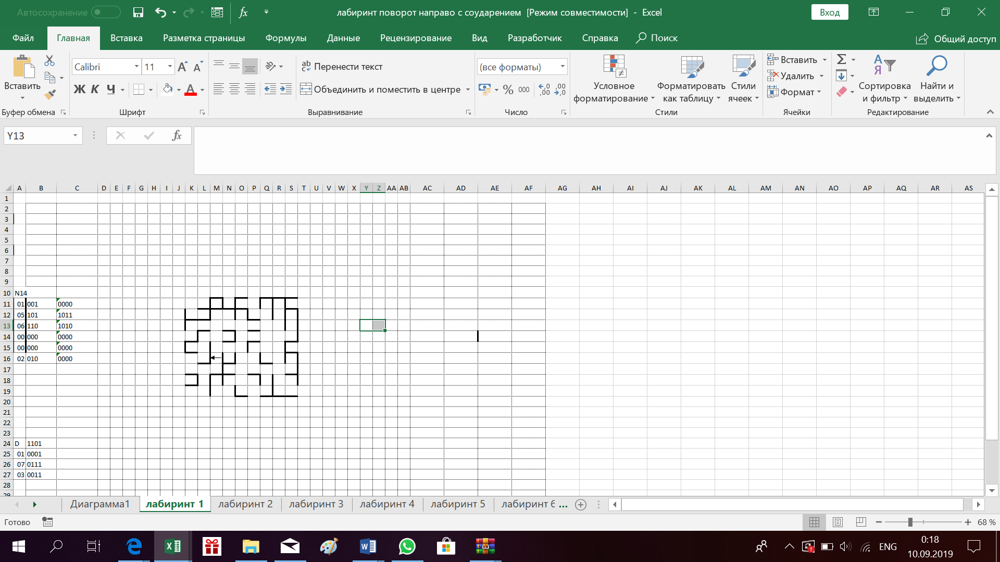 Автосохранение
лабиринт поворот направо с соударением [Режим совместимости] - Excel
Вход
Файл Главная Вставка Разметка страницы Формулы Данные Рецензирование Вид Разработчик Справка Поиск Общий доступ
Вставить
Буфер обмена
Calibri 11
Ж К Ч
Шрифт
Перенести текст
Объединить и поместить в центре
Выравнивание
(все форматы)
% 000
Число
Условное форматирование
Форматировать как таблицу
Стили ячеек
Стили
Вставить
Удалить
Формат
Ячейки
Сортировка и фильтр
Найти и выделить
Редактирование
Y13
fx
A B C D E F G H I J K L M N O P Q R S T U V W X Y Z AA AB AC AD AE AF AG AH AI AJ AK AL AM AN AO AP AQ AR AS
1
2
3
4
5
6
7
8
9
10 N14
11 01 001 0000
12 05 101 1011
13 06 110 1010
14 00 000 0000
15 00 000 0000
16 02 010 0000
17
18
19
20
21
22
23
24 D 1101
25 01 0001
26 07 0111
27 03 0011
28
29
Диаграмма1 лабиринт 1 лабиринт 2 лабиринт 3 лабиринт 4 лабиринт 5 лабиринт 6 ...
Готово
68 %
ENG
0:18
10.09.2019